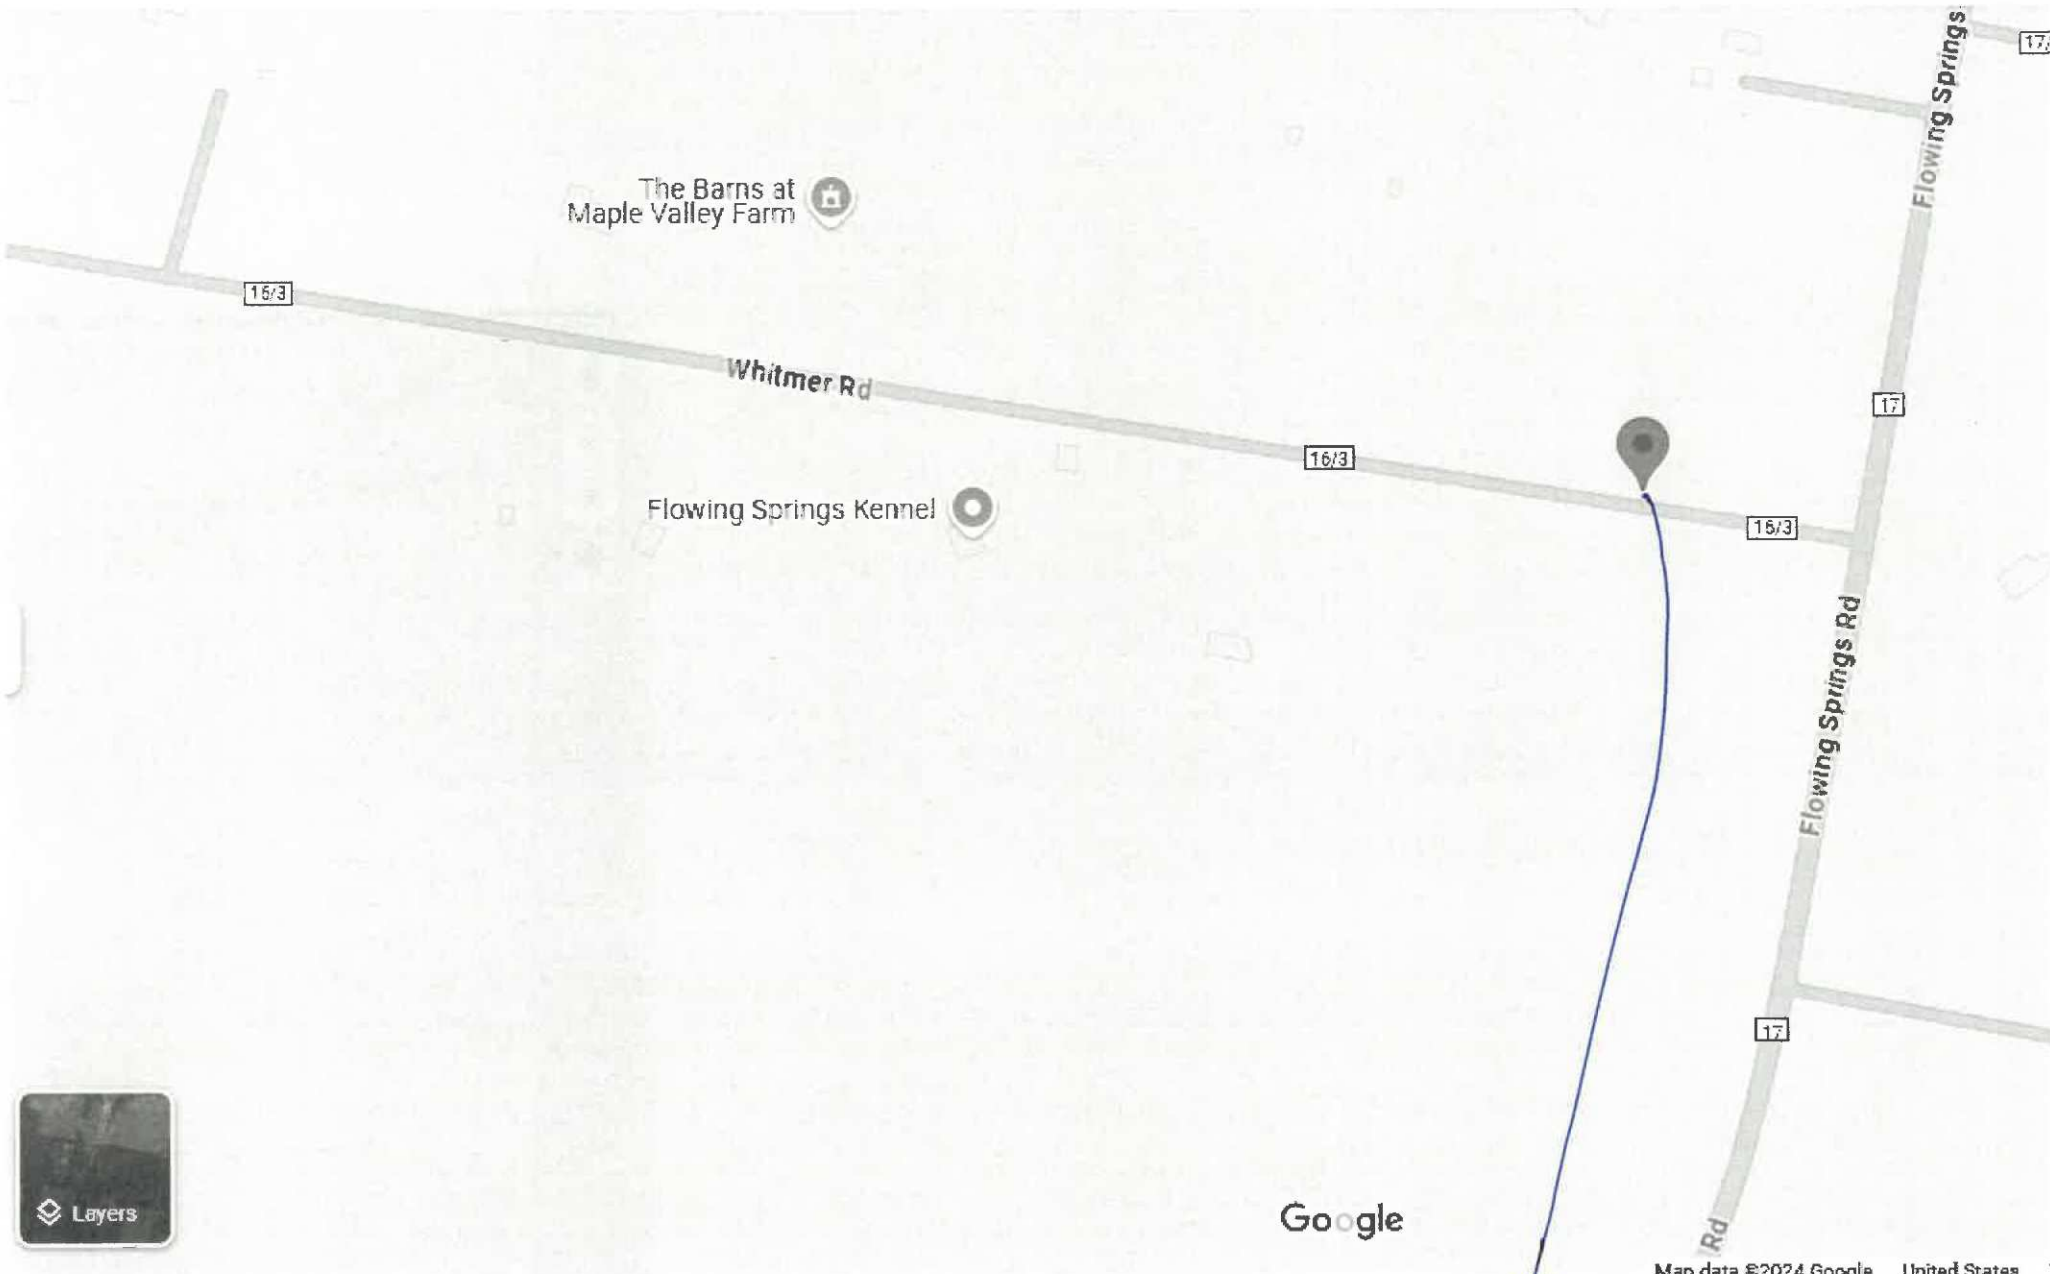 Flowing Springs
17/
The Barns at
Maple Valley Farm
16/3
Whitmer Rd
17
16/3
Flowing Springs Kennel
16/3
Flowing Springs Rd
17
Layers
Google
Rd
Map data ©2024 Google United States